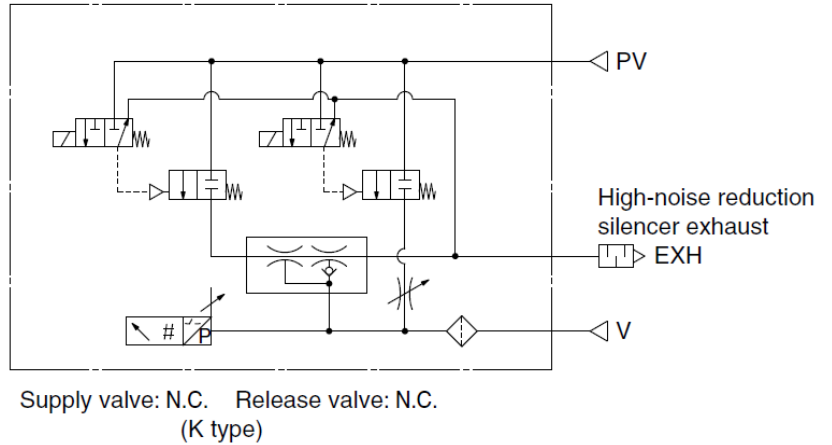 PV
High-noise reduction
silencer exhaust
EXH
# P
V
Supply valve: N.C. Release valve: N.C.
(K type)